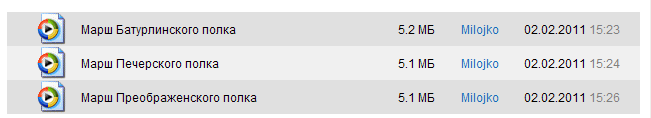 Марш Батурлинского полка 5.2 МБ Milojko 02.02.2011 15:23
Марш Печерского полка 5.1 МБ Milojko 02.02.2011 15:24
Марш Преображенского полка 5.1 МБ Milojko 02.02.2011 15:26